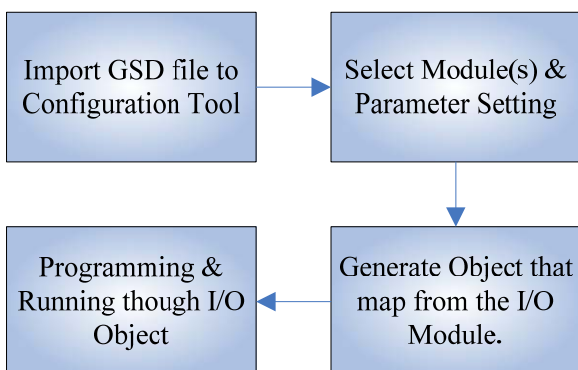 Import GSD file to
Configuration Tool
Select Module(s) &
Parameter Setting
Generate Object that
map from the I/O
Module.
Programming &
Running though I/O
Object